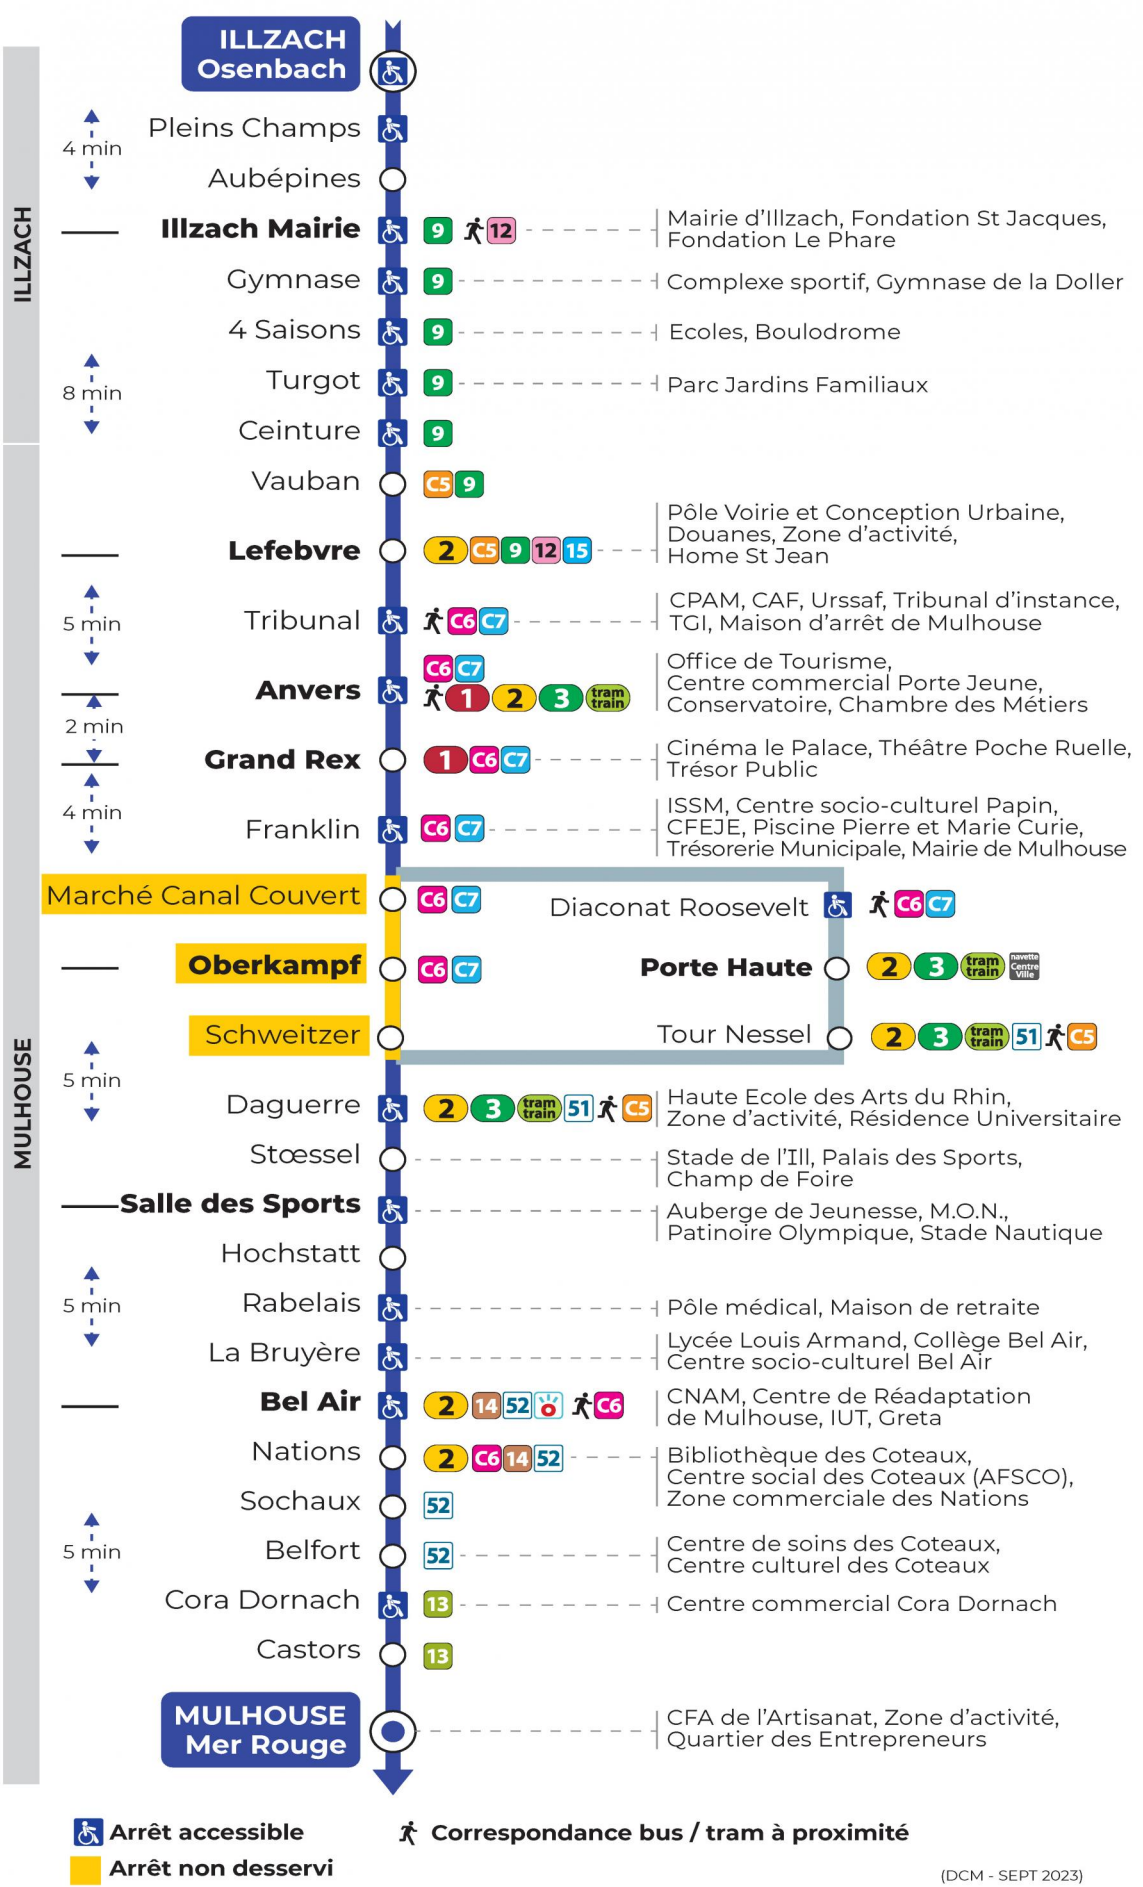 ILLZACH
Osenbach
ILLZACH
Pleins Champs
4 min
Aubépines
Illzach Mairie 9 12
Mairie d'Illzach, Fondation St Jacques,
Fondation Le Phare
Gymnase 9 Complexe sportif, Gymnase de la Doller
4 Saisons 9 Ecoles, Boulodrome
Turgot 9 Parc Jardins Familiaux
8 min
Ceinture 9
Vauban C5 9
Lefebvre 2 C5 9 12 15
Pôle Voirie et Conception Urbaine,
Douanes, Zone d'activité,
Home St Jean
5 min
Tribunal C6 C7
CPAM, CAF, Urssaf, Tribunal d'instance,
TGI, Maison d'arrêt de Mulhouse
Anvers C6 C7
1 2 3 tram train
Office de Tourisme,
Centre commercial Porte Jeune,
Conservatoire, Chambre des Métiers
2 min
Grand Rex 1 C6 C7
Cinéma le Palace, Théâtre Poche Ruelle,
Trésor Public
4 min
Franklin C6 C7
ISSM, Centre socio-culturel Papin,
CFEJE, Piscine Pierre et Marie Curie,
Trésorerie Municipale, Mairie de Mulhouse
Marché Canal Couvert C6 C7
Diaconat Roosevelt C6 C7
Oberkampf C6 C7
Porte Haute 2 3 tram train navette Centre Ville
Schweitzer
Tour Nessel 2 3 tram train 51 C5
MULHOUSE
5 min
Daguerre 2 3 tram train 51 C5
Haute Ecole des Arts du Rhin,
Zone d'activité, Résidence Universitaire
Stœssel
Stade de l'Ill, Palais des Sports,
Champ de Foire
Salle des Sports
Auberge de Jeunesse, M.O.N.,
Patinoire Olympique, Stade Nautique
Hochstatt
5 min
Rabelais Pôle médical, Maison de retraite
La Bruyère
Lycée Louis Armand, Collège Bel Air,
Centre socio-culturel Bel Air
Bel Air 2 14 52 C6
CNAM, Centre de Réadaptation
de Mulhouse, IUT, Greta
Nations 2 C6 14 52
Bibliothèque des Coteaux,
Centre social des Coteaux (AFSCO),
Zone commerciale des Nations
Sochaux 52
5 min
Belfort 52
Centre de soins des Coteaux,
Centre culturel des Coteaux
Cora Dornach 13 Centre commercial Cora Dornach
Castors 13
MULHOUSE
Mer Rouge
CFA de l'Artisanat, Zone d'activité,
Quartier des Entrepreneurs
Arrêt accessible
Correspondance bus / tram à proximité
Arrêt non desservi
(DCM - SEPT 2023)